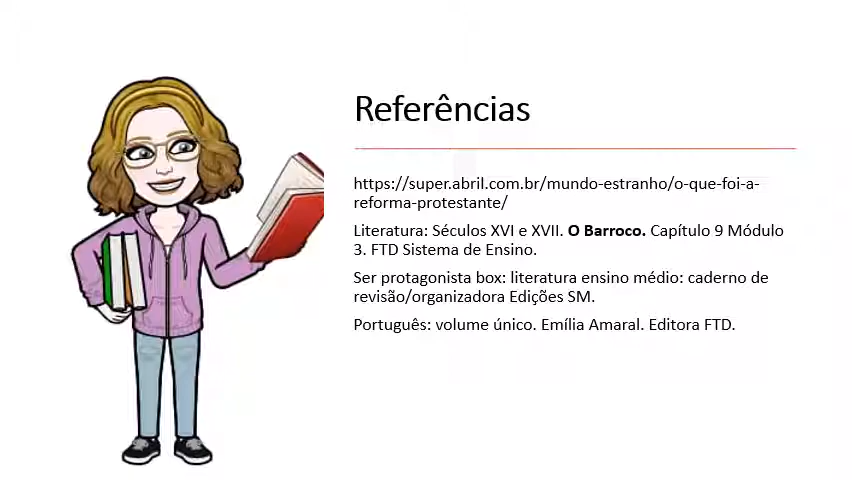 Referências
https://super.abril.com.br/mundo-estranho/o-que-foi-a-
reforma-protestante/
Literatura: Séculos XVI e XVII. O Barroco. Capítulo 9 Módulo
3. FTD Sistema de Ensino.
Ser protagonista box: literatura ensino médio: caderno de
revisão/organizadora Edições SM.
Português: volume único. Emília Amaral. Editora FTD.